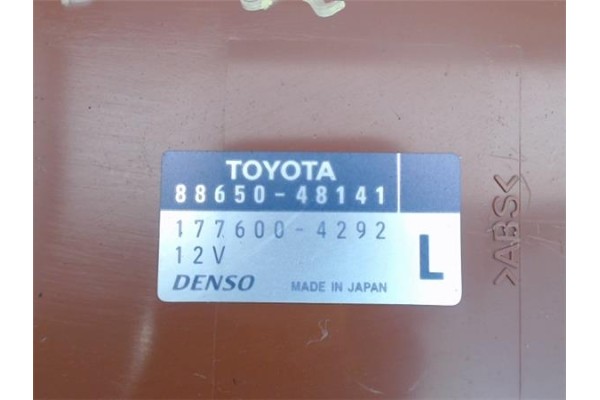 TOYOTA
88650-48141
177600-4292
12V
L
DENSO MADE IN JAPAN
>ABS<